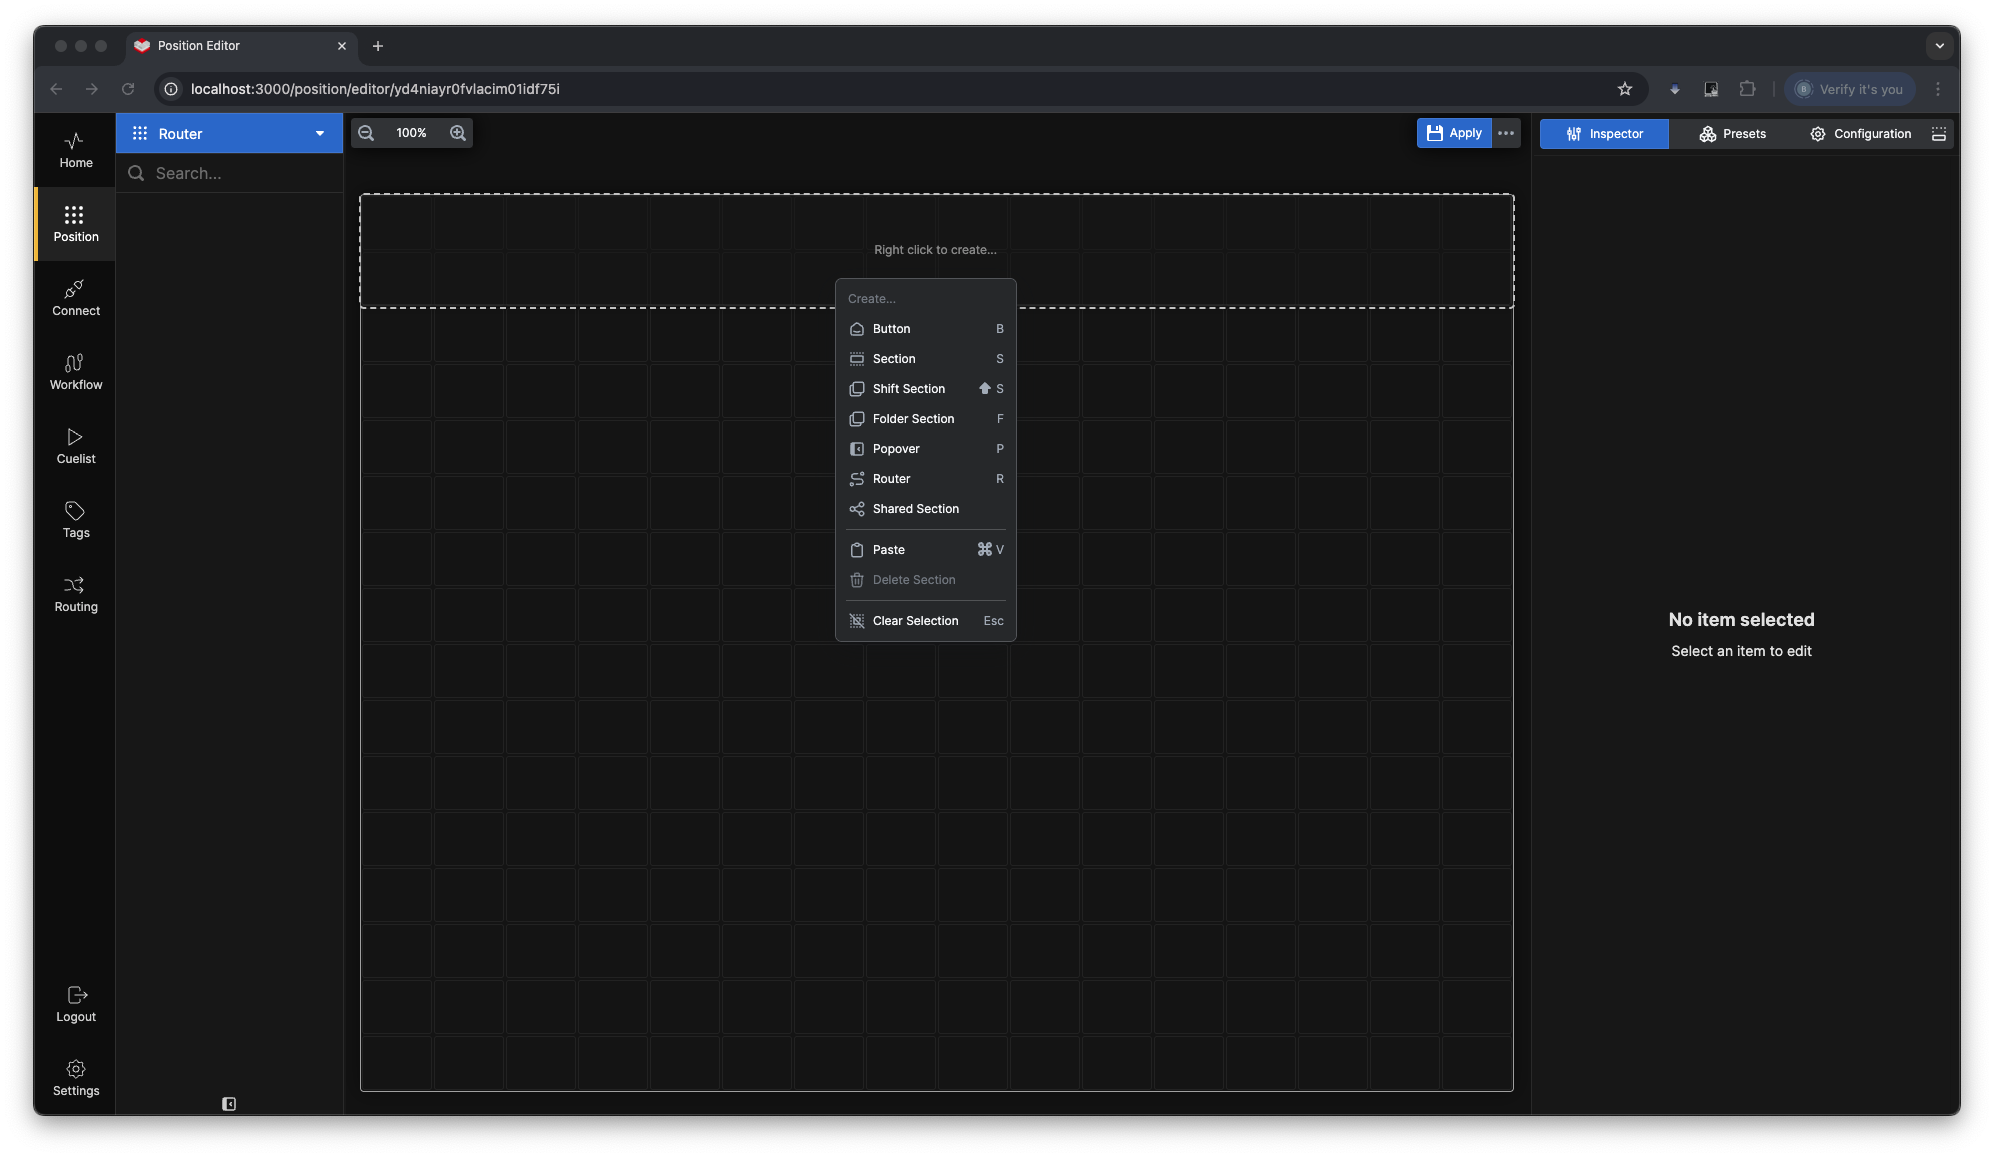 Position Editor
localhost:3000/position/editor/yd4niayr0fvlacim01idf75i
Verify it's you
Home
Position
Connect
Workflow
Cuelist
Tags
Routing
Logout
Settings
Router
Search...
100%
Apply
Inspector
Presets
Configuration
Right click to create...
Create...
Button B
Section S
Shift Section S
Folder Section F
Popover P
Router R
Shared Section
Paste ⌘ V
Delete Section
Clear Selection Esc
No item selected
Select an item to edit